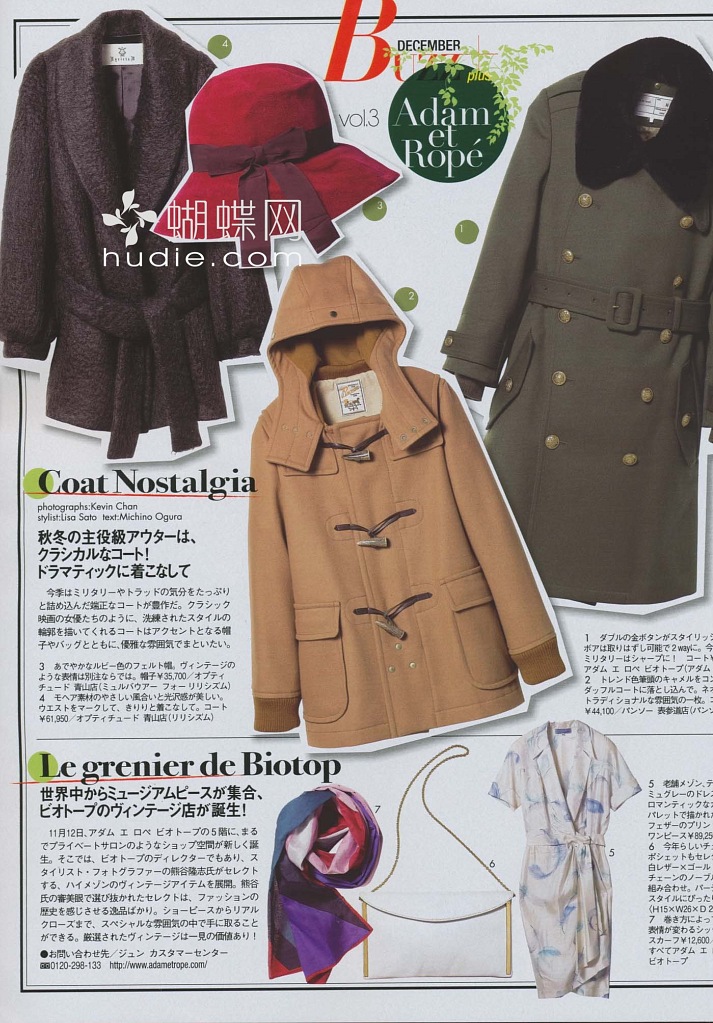 DECEMBER
plus
vol.3
Adam
et
Ropé
4
3
1
2
蝴蝶网
hudie.com
Coat Nostalgia
photographs:Kevin Chan
stylist:Lisa Sato text:Michino Ogura
秋冬の主役級アウターは、
クラシカルなコート!
ドラマティックに着こなして
今季はミリタリーやトラッドの気分をたっぷり
と詰め込んだ端正なコートが豊作だ。クラシック
映画の女優たちのように、洗練されたスタイルの
輪郭を描いてくれるコートはアクセントとなる帽
子やバッグとともに、優雅な雰囲気でまといたい。
3 あでやかなルビー色のフェルト帽。ヴィンテージの
ような表情は別注ならでは。帽子¥35,700/オプティ
チュード 青山店(ミュルバウアー フォー リリシズム)
4 モヘア素材のやさしい風合いと光沢感が美しい。
ウエストをマークして、きりりと着こなして。コート
¥61,950/オプティチュード 青山店(リリシズム)
1 ダブルの金ボタンがスタイリッシ
ボアは取りはずし可能で2wayに。今
ミリタリーはシャープに! コート¥
アダム エ ロペ ビオトープ(アダム
2 トレンド色筆頭のキャメルをコン
ダッフルコートに落とし込んで。ネオ
トラディショナルな雰囲気の一枚。コ
¥44,100/バンソー 表参道店(バンソ
Le grenier de Biotop
世界中からミュージアムピースが集合、
ビオトープのヴィンテージ店が誕生!
11月12日、アダム エ ロペ ビオトープの5階に、まる
でプライベートサロンのようなショップ空間が新しく誕
生。そこでは、ビオトープのディレクターでもあり、ス
タイリスト・フォトグラファーの熊谷隆志氏がセレクト
する、ハイメゾンのヴィンテージアイテムを展開。熊谷
氏の審美眼で選び抜かれたセレクトは、ファッションの
歴史を感じさせる逸品ばかり。ショーピースからリアル
クローズまで、スペシャルな雰囲気の中で手に取ること
ができる。厳選されたヴィンテージは一見の価値あり!
●お問い合わせ先/ジュン カスタマーセンター
0120-298-133 http://www.adametrope.com/
7
6
5
5 老舗メゾン、テ
ミュグレーのドレス
ロマンティックな
パレットで描かれ
フェザーのプリン
ワンピース¥89,25
6 今年らしいチ
ポシェットもセレ
白レザー×ゴール
チェーンのノーブル
組み合わせ。パーテ
スタイルにぴったり
(H15×W26×D2
7 巻き方によっ
表情が変わるシッ
スカーフ¥12,600/
すべてアダム エ
ビオトープ